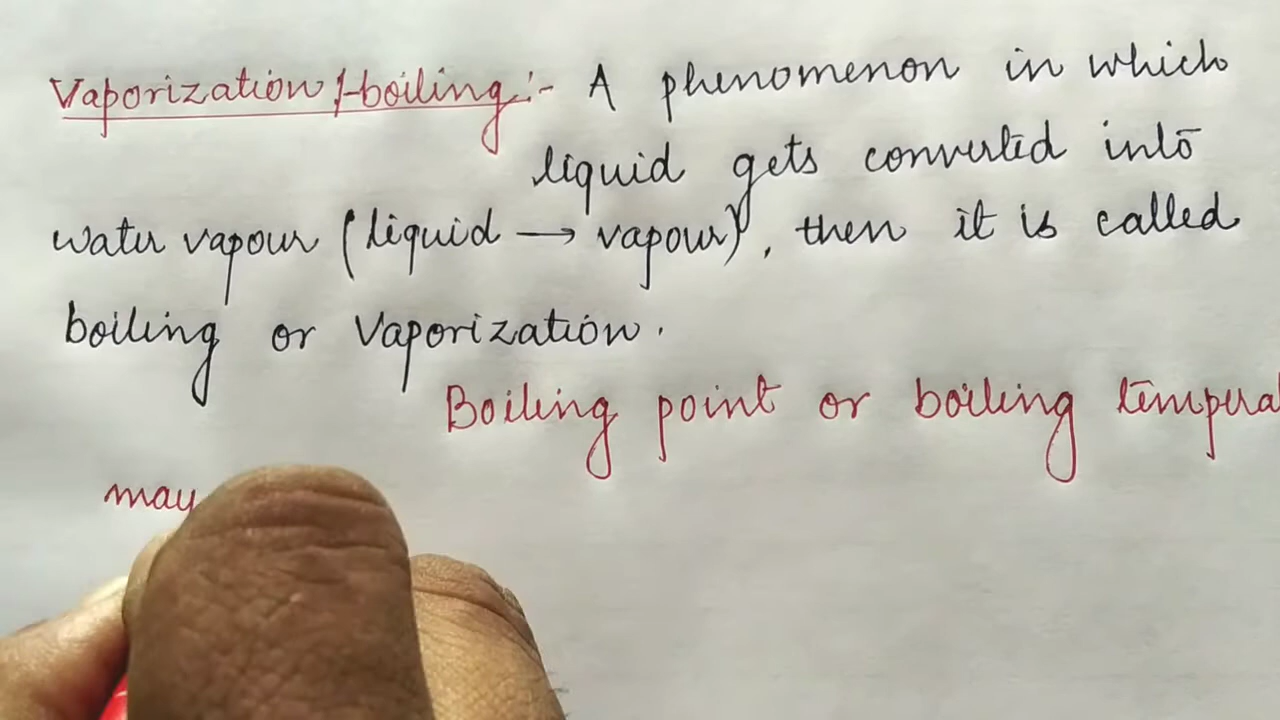 Vaporization/boiling:- A phenomenon in which
liquid gets converted into
water vapour (liquid → vapour), then it is called
boiling or Vaporization.
Boiling point or boiling tempera
may